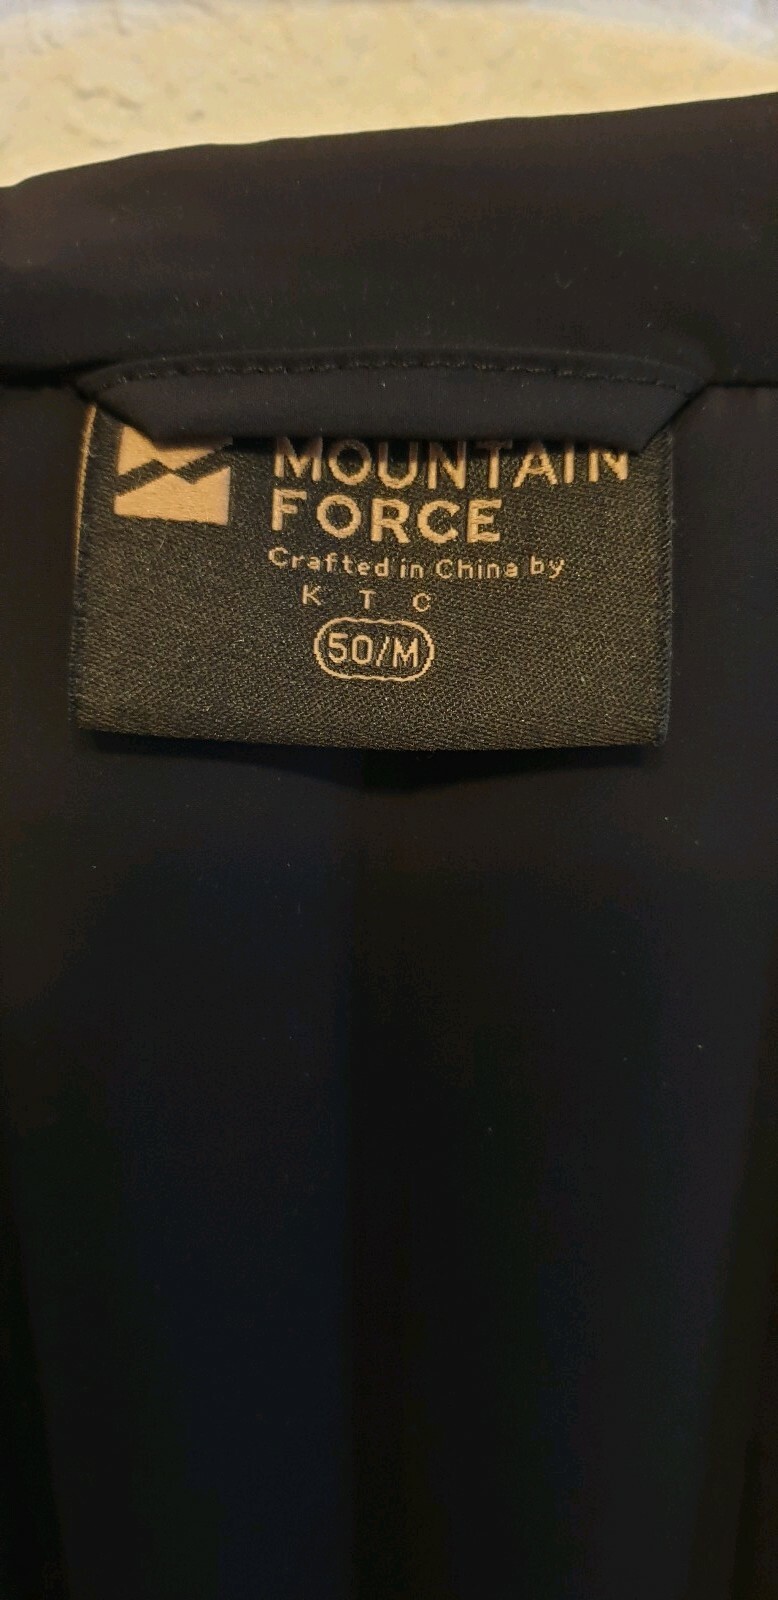 MOUNTAIN
FORCE
Crafted in China by
K T C
50/M